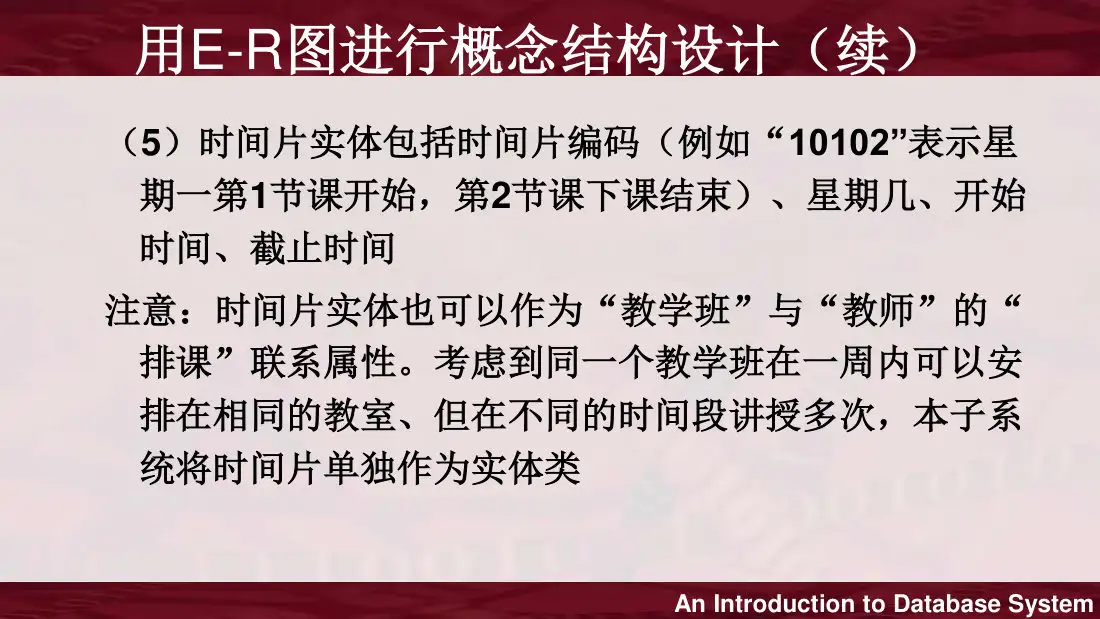 用E-R图进行概念结构设计（续）
（5）时间片实体包括时间片编码（例如“10102”表示星
期一第1节课开始，第2节课下课结束）、星期几、开始
时间、截止时间
注意：时间片实体也可以作为“教学班”与“教师”的“
排课”联系属性。考虑到同一个教学班在一周内可以安
排在相同的教室、但在不同的时间段讲授多次，本子系
统将时间片单独作为实体类
An Introduction to Database System